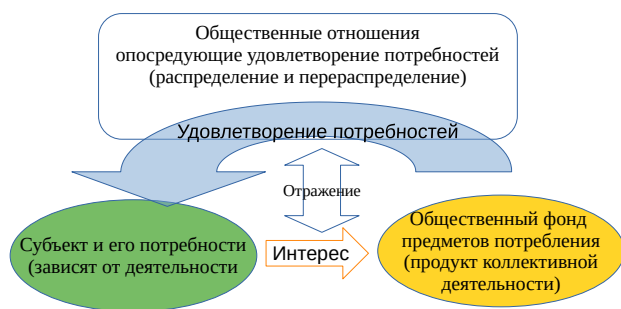 Общественные отношения
опосредующие удовлетворение потребностей
(распределение и перераспределение)
Удовлетворение потребностей
Отражение
Субъект и его потребности
(зависят от деятельности
Интерес
Общественный фонд
предметов потребления
(продукт коллективной
деятельности)